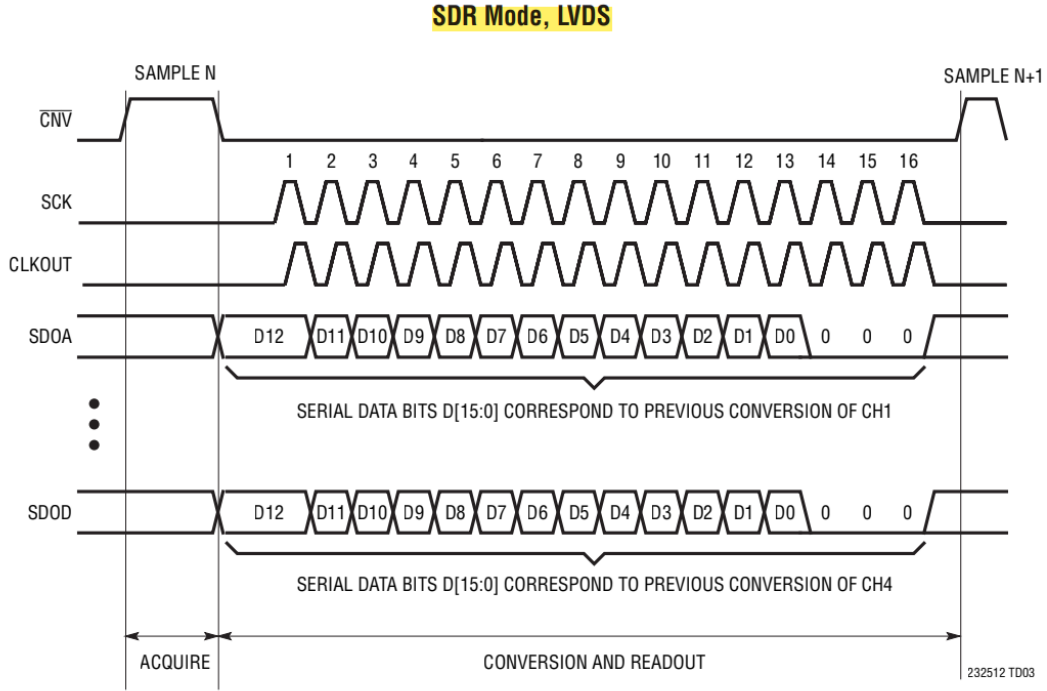 SDR Mode, LVDS
SAMPLE N
SAMPLE N+1
CNV
1 2 3 4 5 6 7 8 9 10 11 12 13 14 15 16
SCK
CLKOUT
SDOA D12 D11 D10 D9 D8 D7 D6 D5 D4 D3 D2 D1 D0 0 0 0
SERIAL DATA BITS D[15:0] CORRESPOND TO PREVIOUS CONVERSION OF CH1
SDOD D12 D11 D10 D9 D8 D7 D6 D5 D4 D3 D2 D1 D0 0 0 0
SERIAL DATA BITS D[15:0] CORRESPOND TO PREVIOUS CONVERSION OF CH4
ACQUIRE CONVERSION AND READOUT
232512 TD03